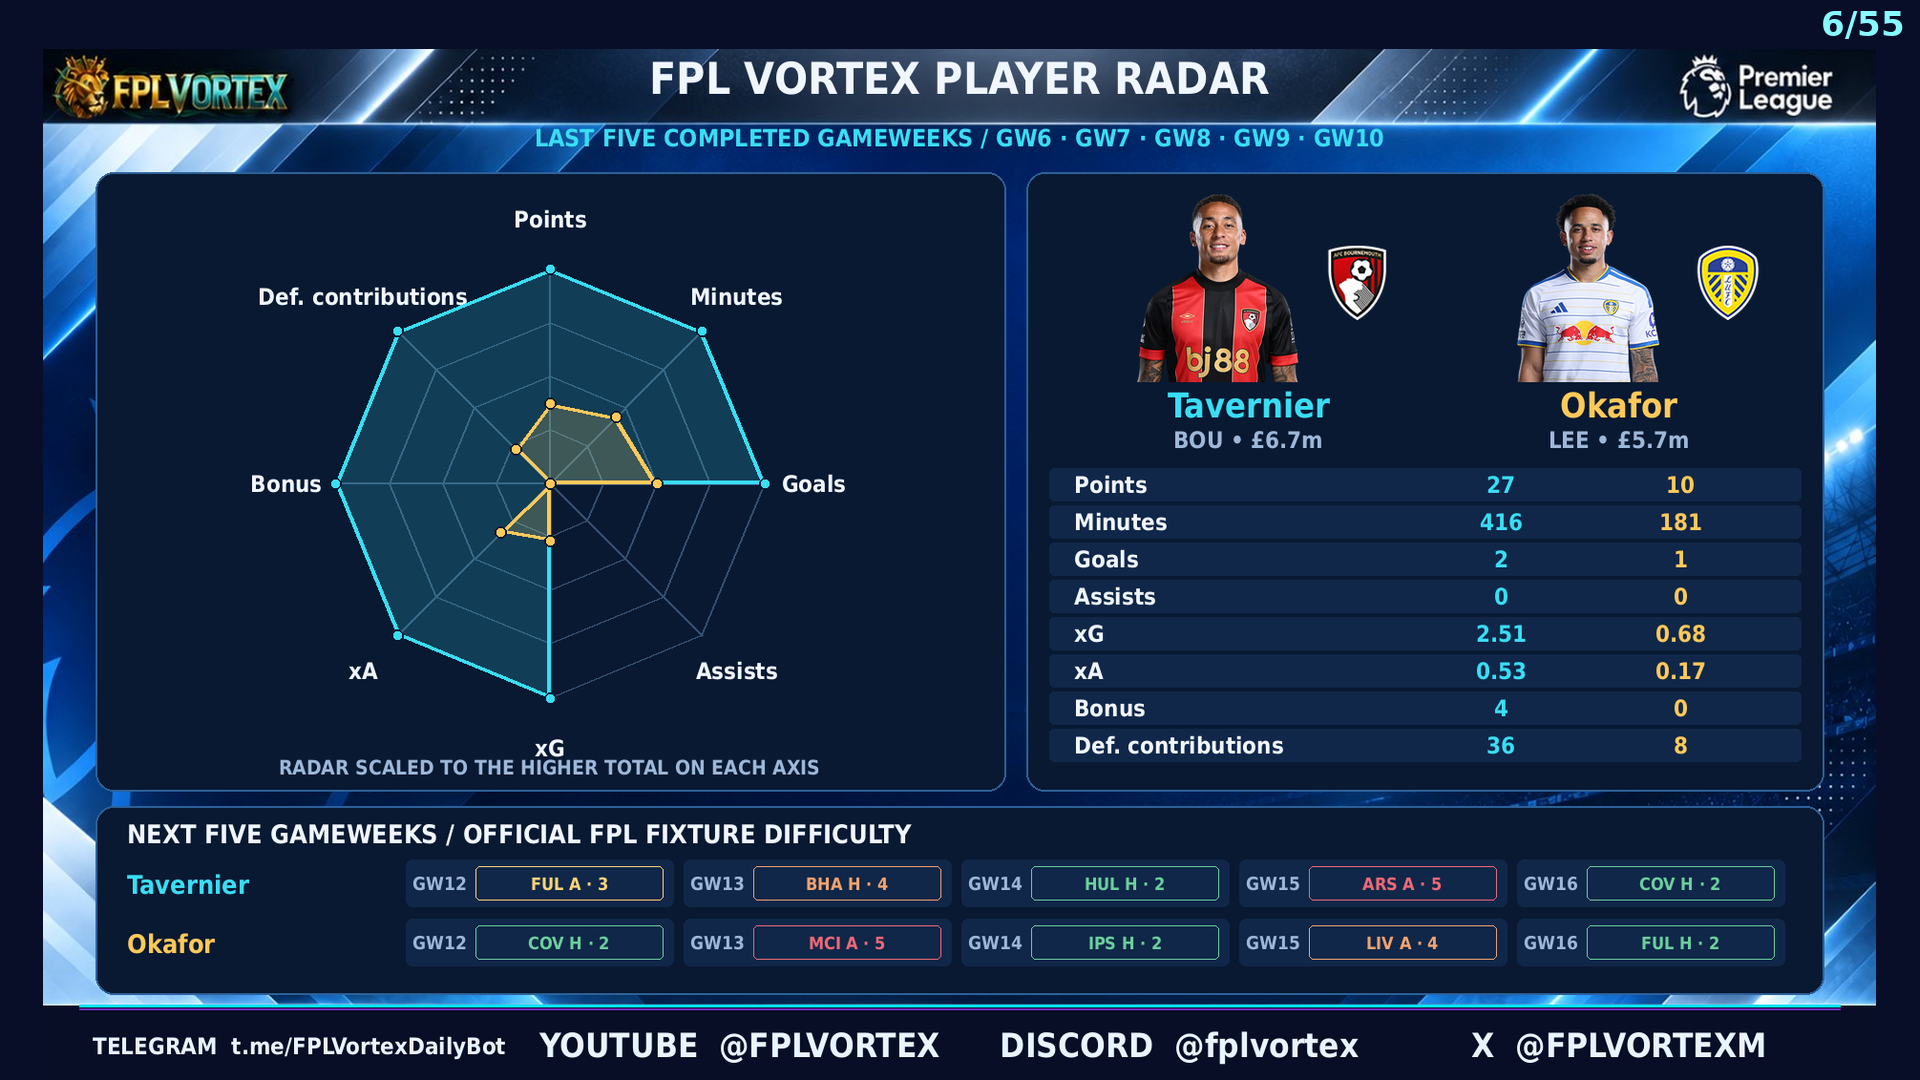 6/55
FPLVORTEX
FPL VORTEX PLAYER RADAR
Premier League
LAST FIVE COMPLETED GAMEWEEKS / GW6 · GW7 · GW8 · GW9 · GW10
Points
Def. contributions
Minutes
Bonus
Goals
xA
Assists
xG
RADAR SCALED TO THE HIGHER TOTAL ON EACH AXIS
AFC BOURNEMOUTH
bj88
LUFC
Tavernier
BOU • £6.7m
Okafor
LEE • £5.7m
Points 27 10
Minutes 416 181
Goals 2 1
Assists 0 0
xG 2.51 0.68
xA 0.53 0.17
Bonus 4 0
Def. contributions 36 8
NEXT FIVE GAMEWEEKS / OFFICIAL FPL FIXTURE DIFFICULTY
Tavernier GW12 FUL A · 3 GW13 BHA H · 4 GW14 HUL H · 2 GW15 ARS A · 5 GW16 COV H · 2
Okafor GW12 COV H · 2 GW13 MCI A · 5 GW14 IPS H · 2 GW15 LIV A · 4 GW16 FUL H · 2
TELEGRAM t.me/FPLVortexDailyBot YOUTUBE @FPLVORTEX DISCORD @fplvortex X @FPLVORTEXM